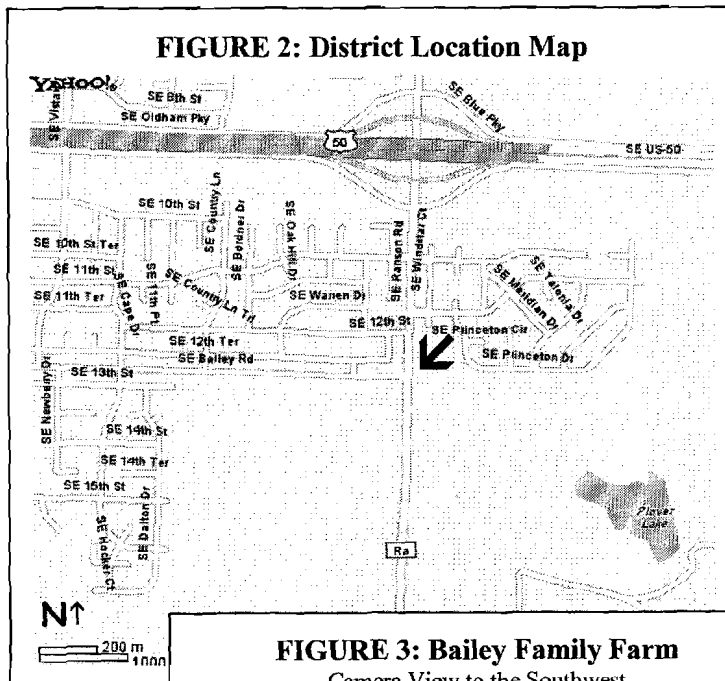 FIGURE 2: District Location Map
YAHOO!
SE Vista
SE 8th St
SE Oldham Pky
SE Blue Pky
50
SE US-50
SE 10th St
SE County Ln
SE Bordner Dr
SE Oak Hill Dr
SE Ranson Rd
SE Windstar Ct
SE 10th St Ter
SE 11th St
SE 11th Ter
SE Cape Dr
SE 11th Pt
SE County Ln Trl
SE Warren Dr
SE Meridian Dr
SE Yalenia Dr
SE 12th St
SE Princeton Cir
SE 12th Ter
SE Bailey Rd
SE Princeton Dr
SE 13th St
SE Newberry Dr
SE 14th St
SE 14th Ter
SE 15th St
SE Hacker Ct
SE Dalton Dr
Plover
Lake
Ra
N↑
200 m
1000
FIGURE 3: Bailey Family Farm
Camera View to the Southwest